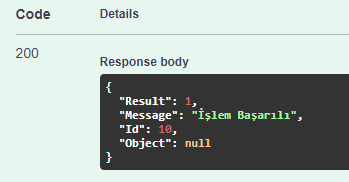 Code Details
200
Response body
{
"Result": 1,
"Message": "İşlem Başarılı",
"Id": 10,
"Object": null
}